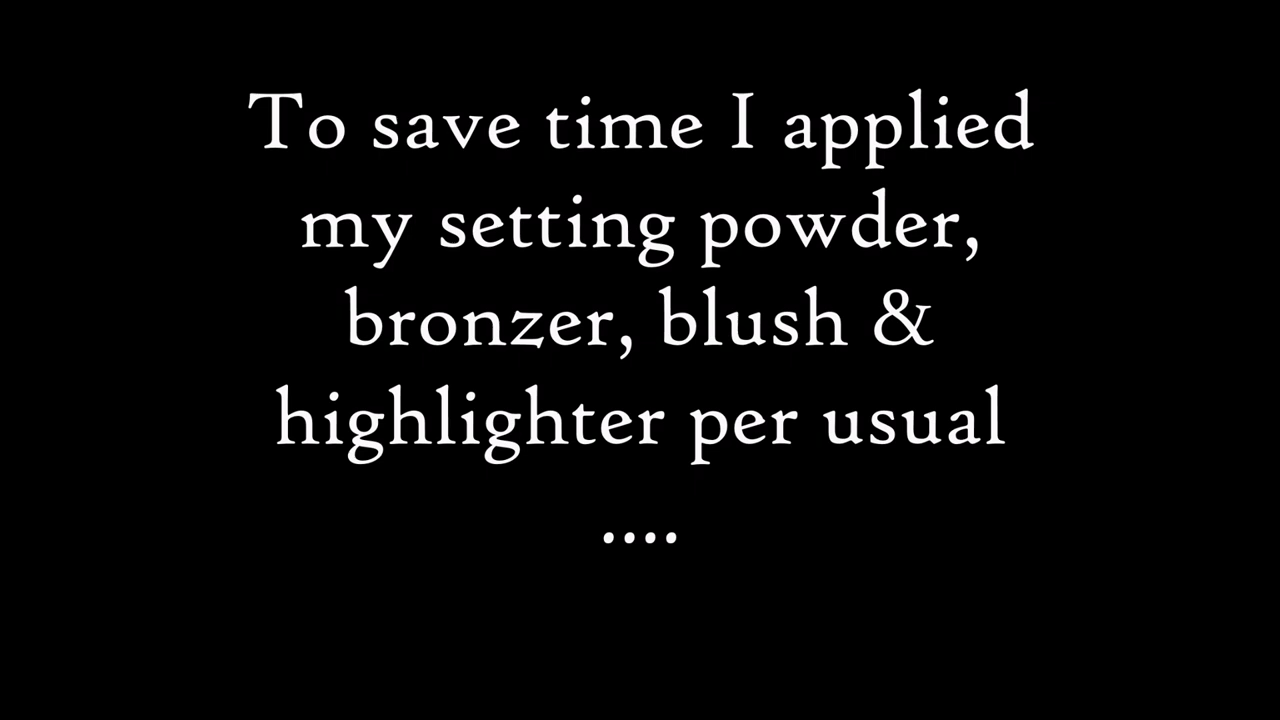 To save time I applied
my setting powder,
bronzer, blush &
highlighter per usual
....